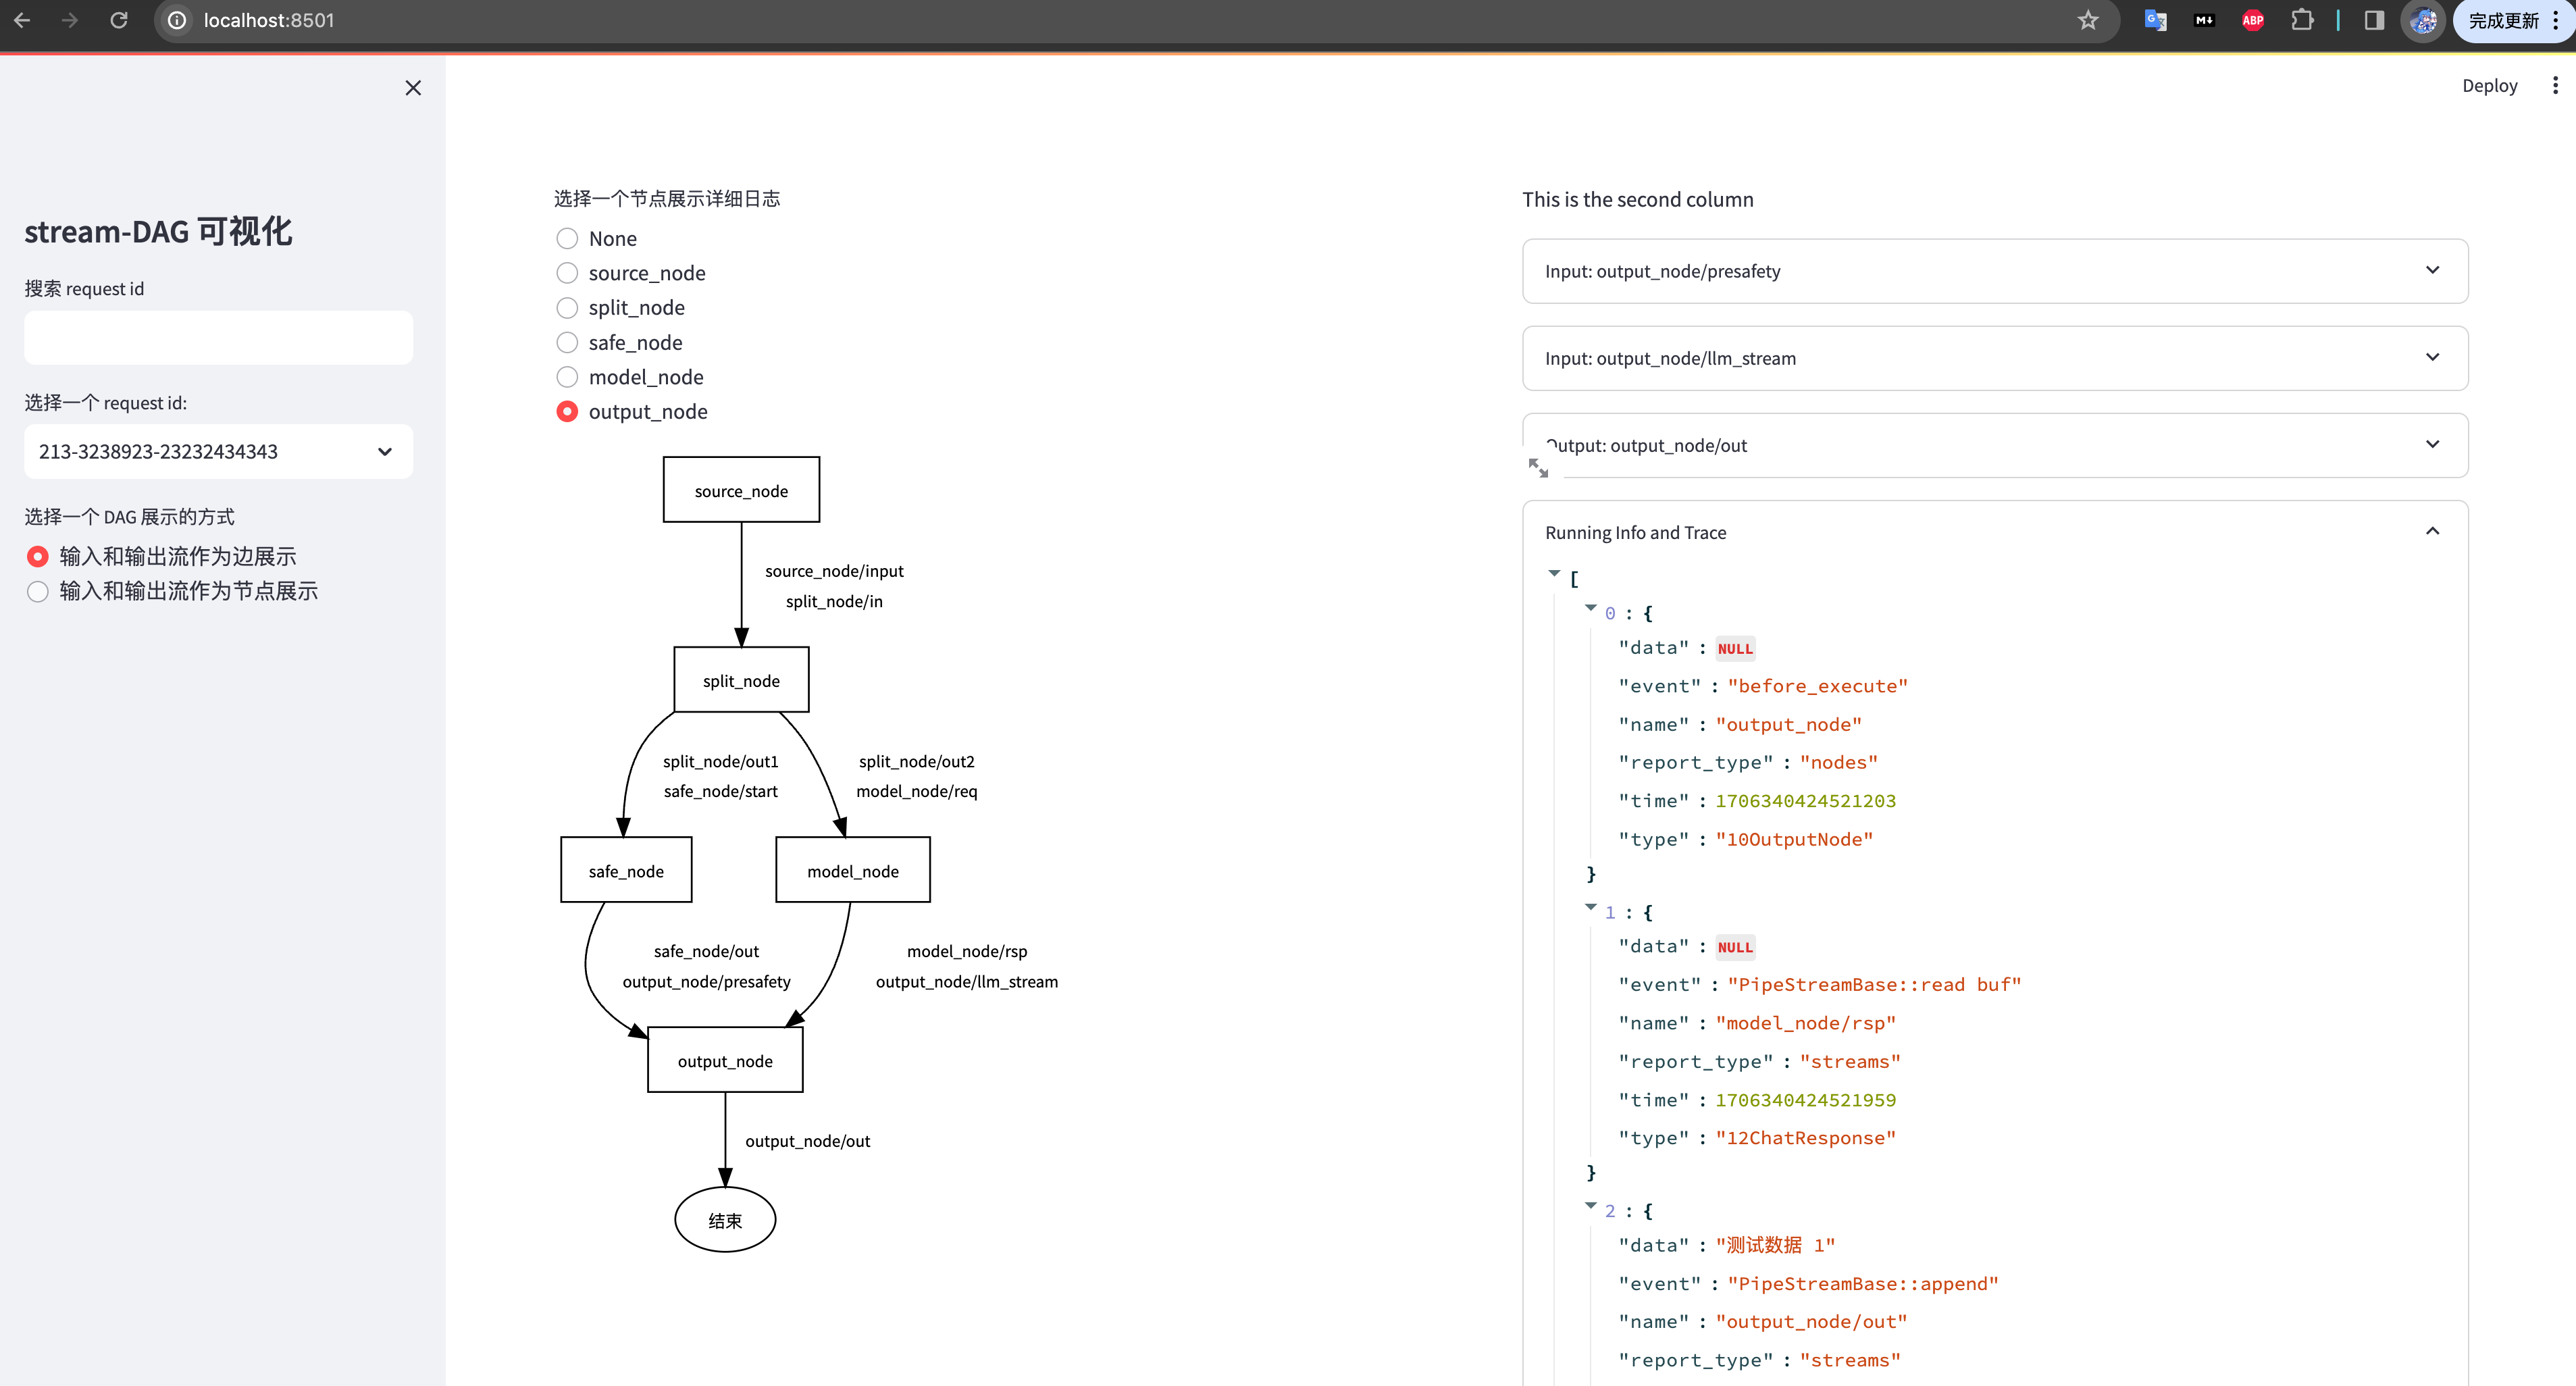 localhost:8501
完成更新
Deploy
stream-DAG 可视化
搜索 request id
选择一个 request id:
213-3238923-23232434343
选择一个 DAG 展示的方式
输入和输出流作为边展示
输入和输出流作为节点展示
选择一个节点展示详细日志
None
source_node
split_node
safe_node
model_node
output_node
source_node
source_node/input
split_node/in
split_node
split_node/out1
safe_node/start
split_node/out2
model_node/req
safe_node
model_node
safe_node/out
output_node/presafety
model_node/rsp
output_node/llm_stream
output_node
output_node/out
结束
This is the second column
Input: output_node/presafety
Input: output_node/llm_stream
Output: output_node/out
Running Info and Trace
[
0 : {
"data" : NULL
"event" : "before_execute"
"name" : "output_node"
"report_type" : "nodes"
"time" : 1706340424521203
"type" : "10OutputNode"
}
1 : {
"data" : NULL
"event" : "PipeStreamBase::read buf"
"name" : "model_node/rsp"
"report_type" : "streams"
"time" : 1706340424521959
"type" : "12ChatResponse"
}
2 : {
"data" : "测试数据 1"
"event" : "PipeStreamBase::append"
"name" : "output_node/out"
"report_type" : "streams"